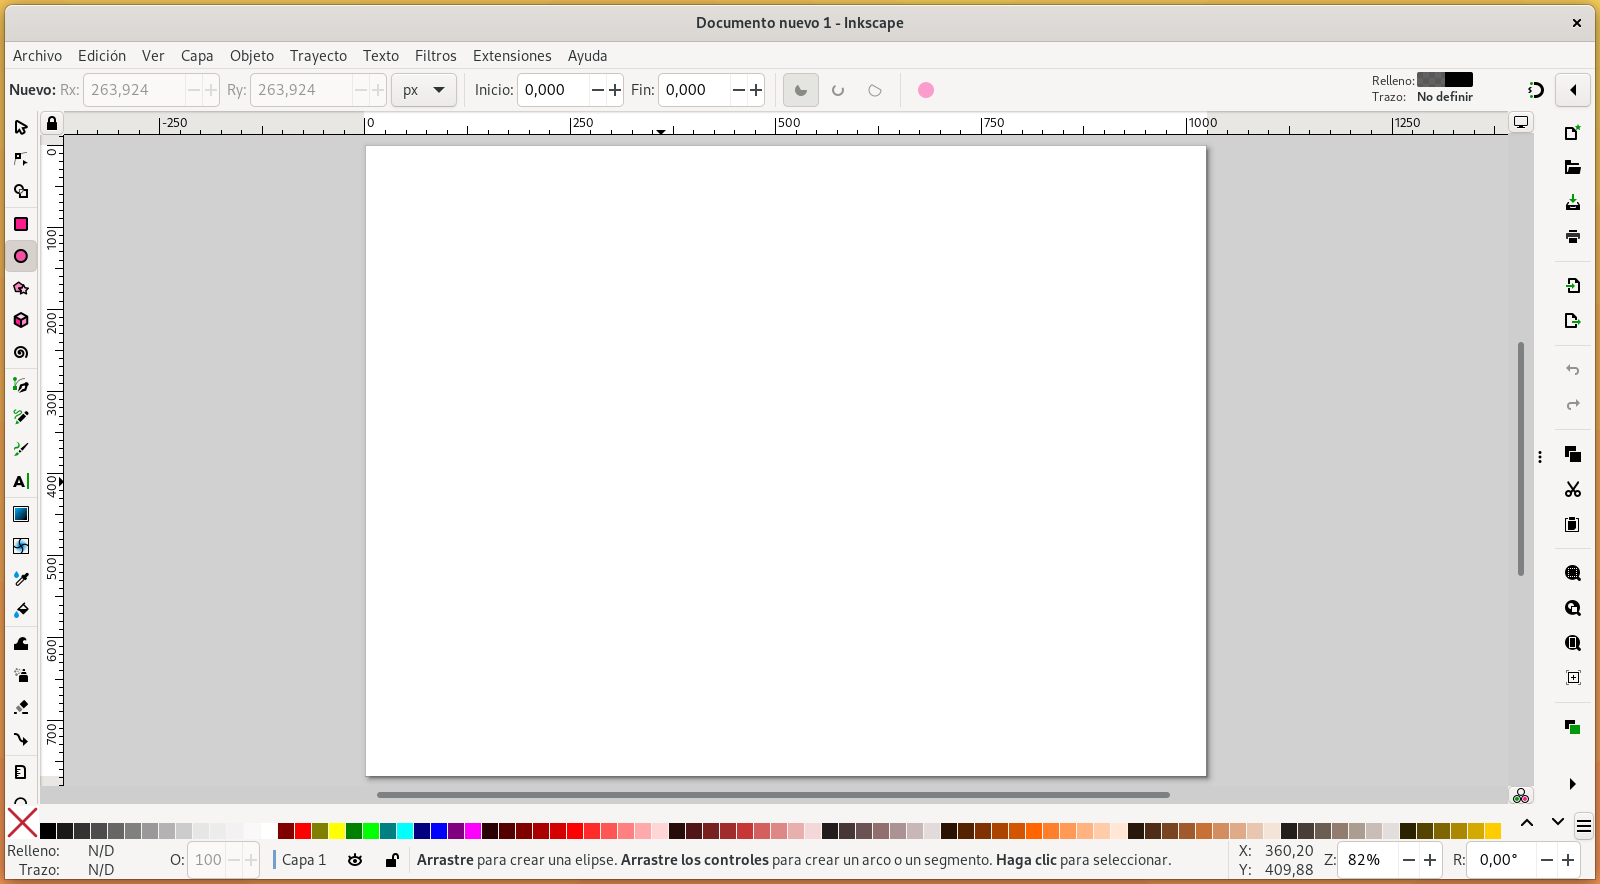 Documento nuevo 1 - Inkscape
Archivo Edición Ver Capa Objeto Trayecto Texto Filtros Extensiones Ayuda
Nuevo: Rx: 263,924 Ry: 263,924 px Inicio: 0,000 Fin: 0,000
Relleno:
Trazo: No definir
-250 0 250 500 750 1000 1250
0
100
200
300
400
500
600
700
Relleno: N/D
Trazo: N/D
O: 100
Capa 1
Arrastre para crear una elipse. Arrastre los controles para crear un arco o un segmento. Haga clic para seleccionar.
X: 360,20
Y: 409,88
Z: 82%
R: 0,00°